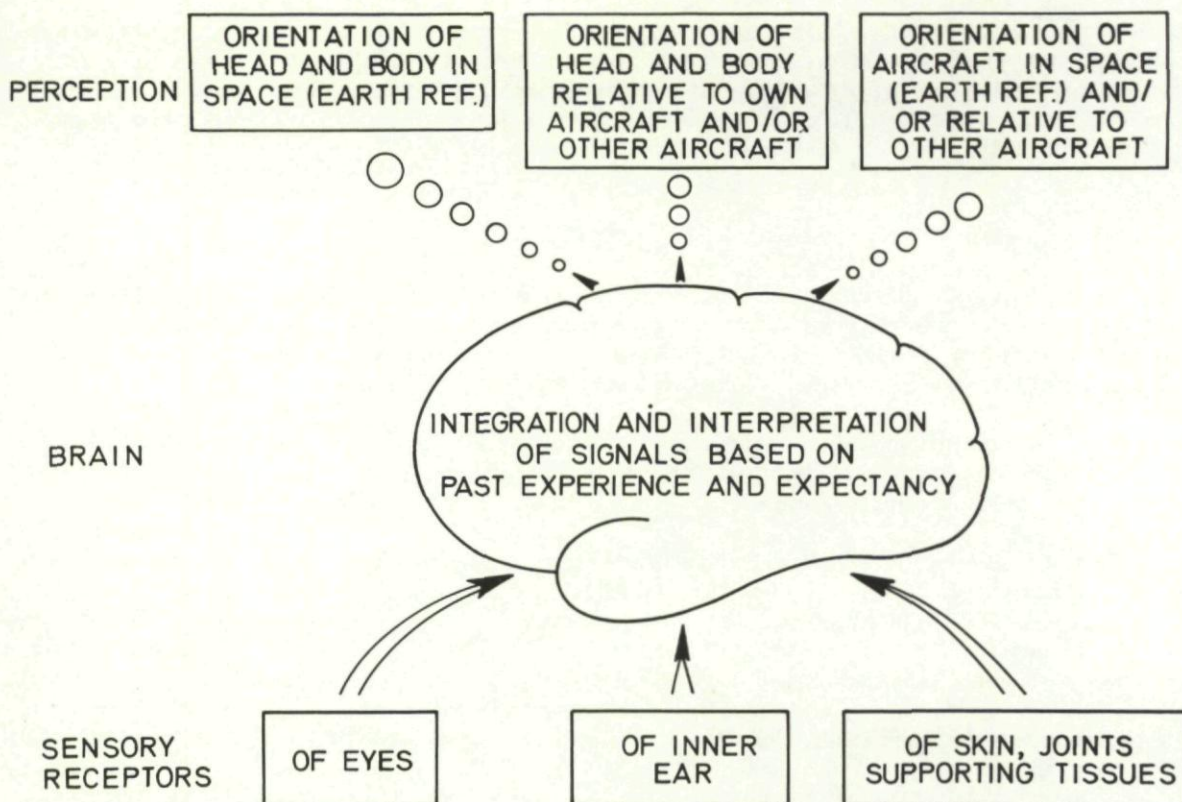 PERCEPTION
ORIENTATION OF
HEAD AND BODY IN
SPACE (EARTH REF.)
ORIENTATION OF
HEAD AND BODY
RELATIVE TO OWN
AIRCRAFT AND/OR
OTHER AIRCRAFT
ORIENTATION OF
AIRCRAFT IN SPACE
(EARTH REF.) AND/
OR RELATIVE TO
OTHER AIRCRAFT
BRAIN
INTEGRATION AND INTERPRETATION
OF SIGNALS BASED ON
PAST EXPERIENCE AND EXPECTANCY
SENSORY
RECEPTORS
OF EYES
OF INNER
EAR
OF SKIN, JOINTS
SUPPORTING TISSUES